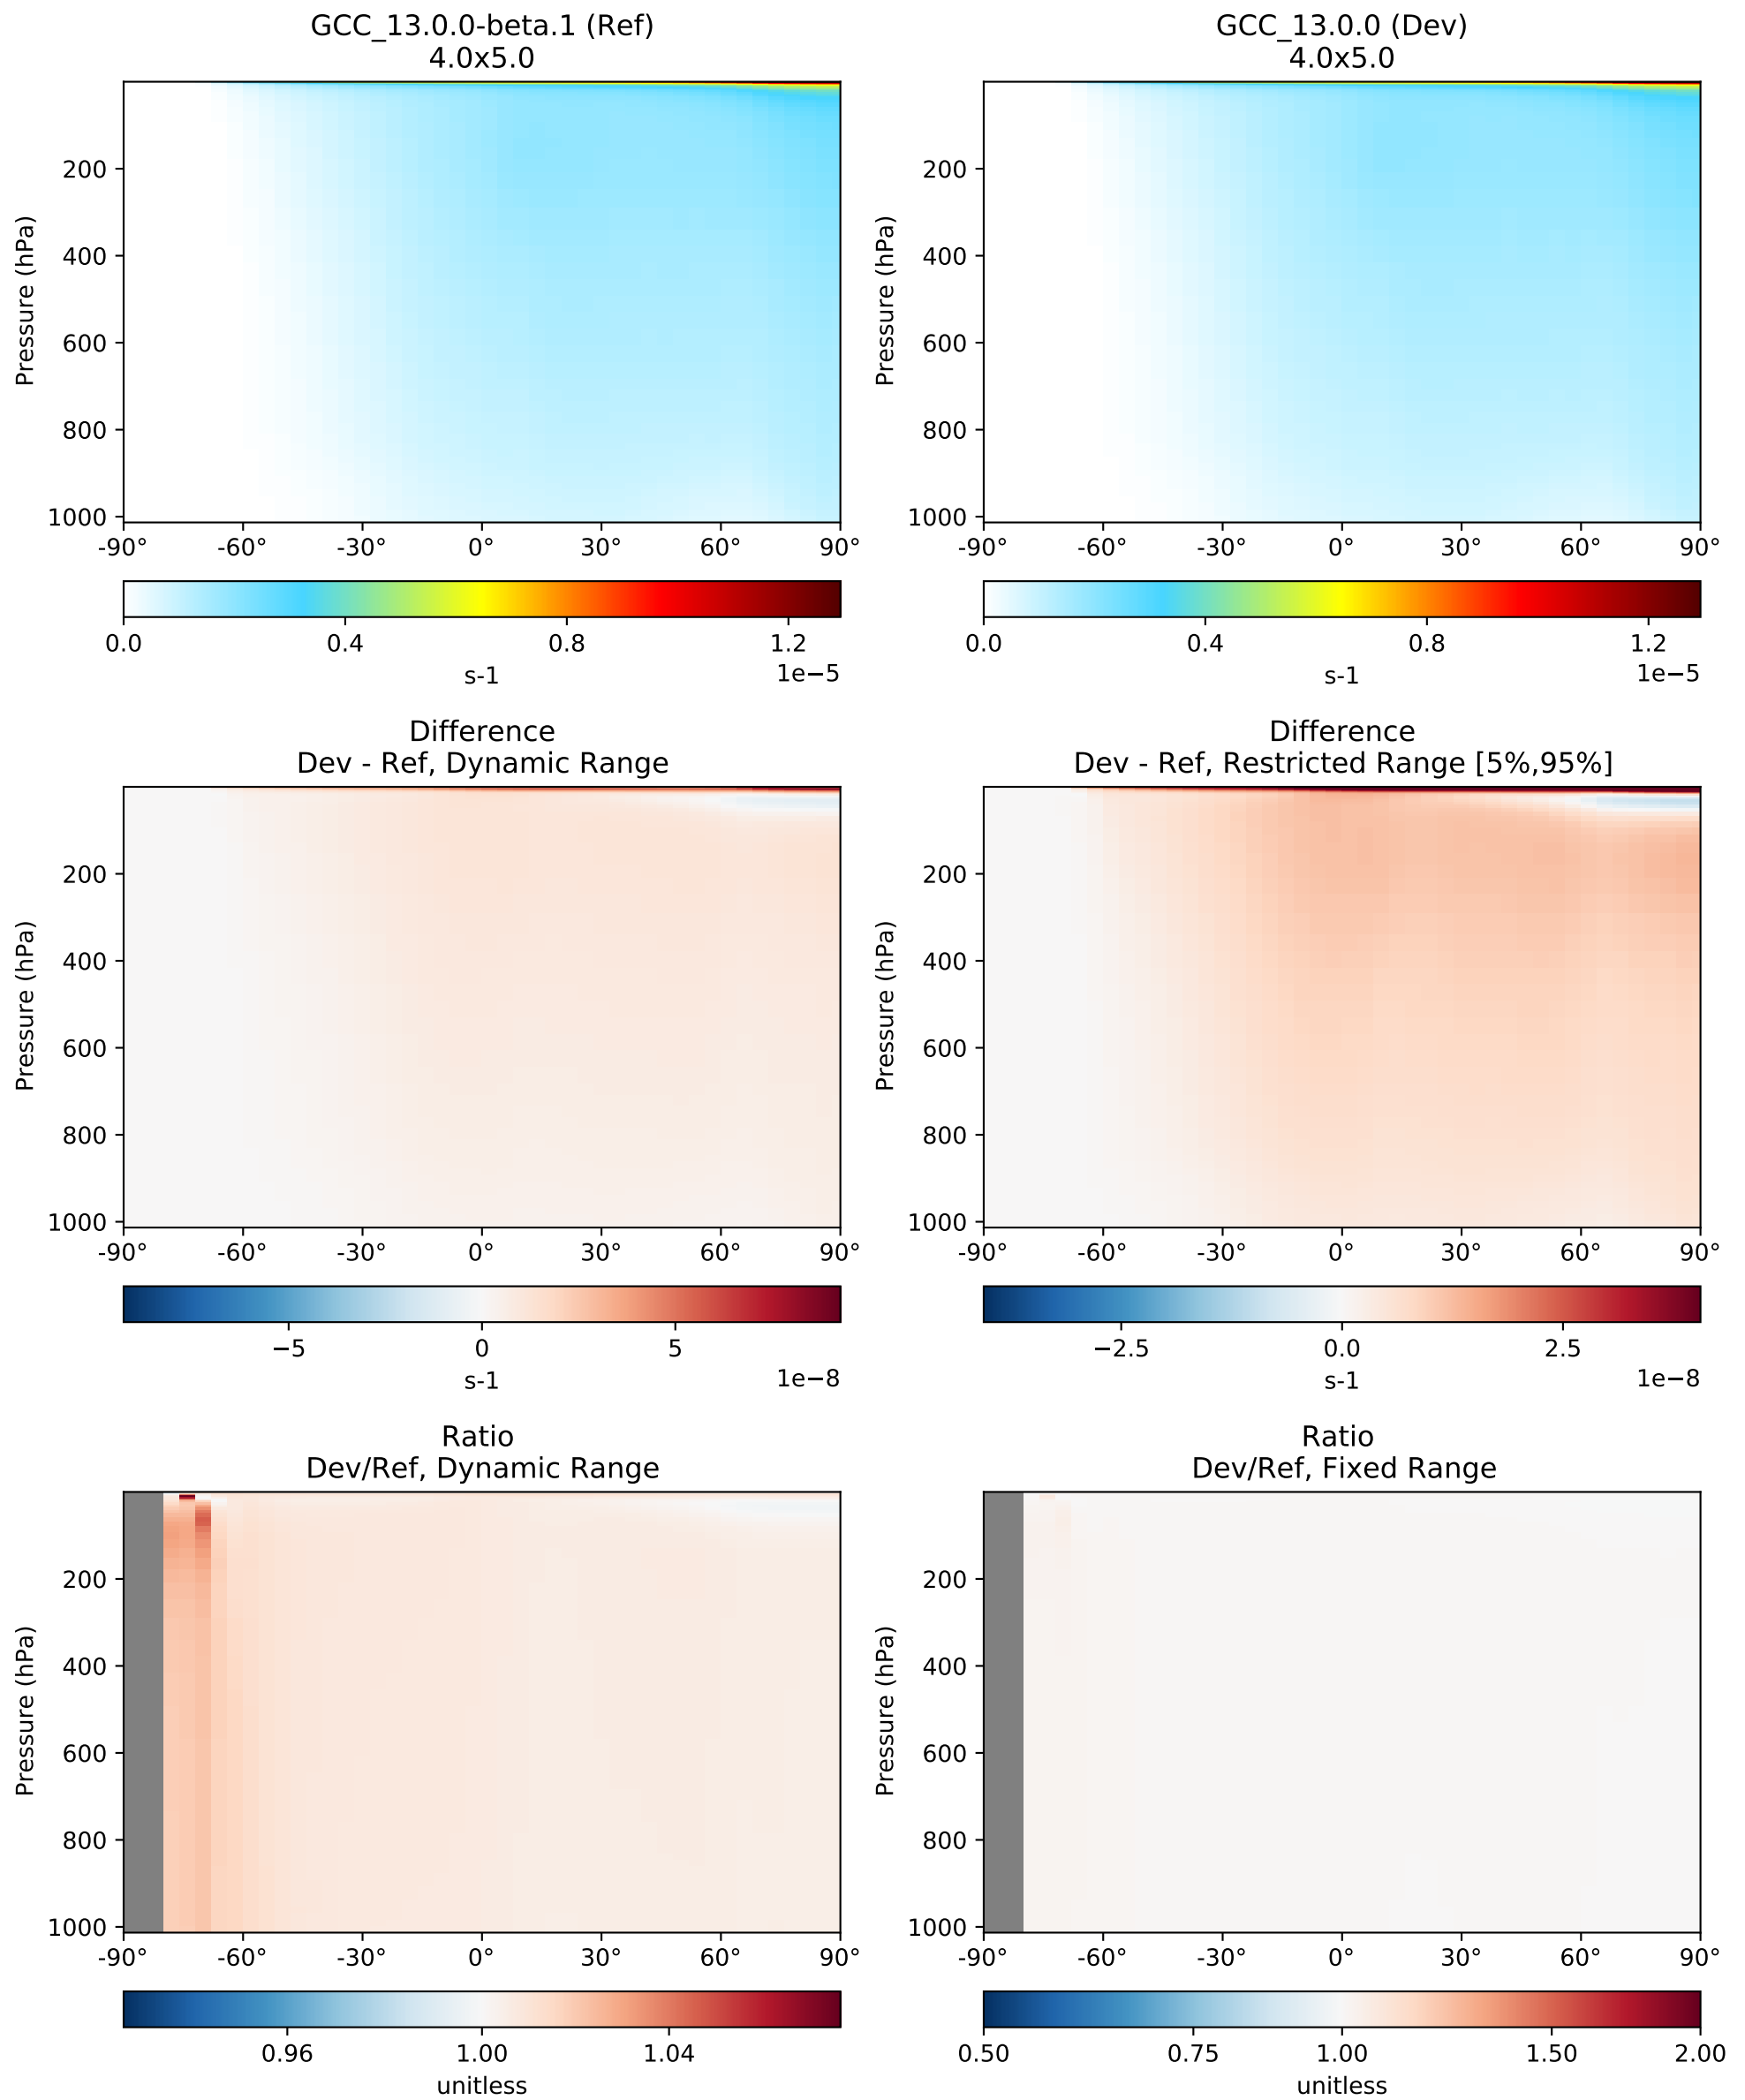 GCC_13.0.0-beta.1 (Ref)
4.0x5.0
Pressure (hPa)
200
400
600
800
1000
-90° -60° -30° 0° 30° 60° 90°
0.0 0.4 0.8 1.2
1e−5
s-1
GCC_13.0.0 (Dev)
4.0x5.0
Pressure (hPa)
200
400
600
800
1000
-90° -60° -30° 0° 30° 60° 90°
0.0 0.4 0.8 1.2
1e−5
s-1
Difference
Dev - Ref, Dynamic Range
Pressure (hPa)
200
400
600
800
1000
-90° -60° -30° 0° 30° 60° 90°
−5 0 5
1e−8
s-1
Difference
Dev - Ref, Restricted Range [5%,95%]
Pressure (hPa)
200
400
600
800
1000
-90° -60° -30° 0° 30° 60° 90°
−2.5 0.0 2.5
1e−8
s-1
Ratio
Dev/Ref, Dynamic Range
Pressure (hPa)
200
400
600
800
1000
-90° -60° -30° 0° 30° 60° 90°
0.96 1.00 1.04
unitless
Ratio
Dev/Ref, Fixed Range
Pressure (hPa)
200
400
600
800
1000
-90° -60° -30° 0° 30° 60° 90°
0.50 0.75 1.00 1.50 2.00
unitless